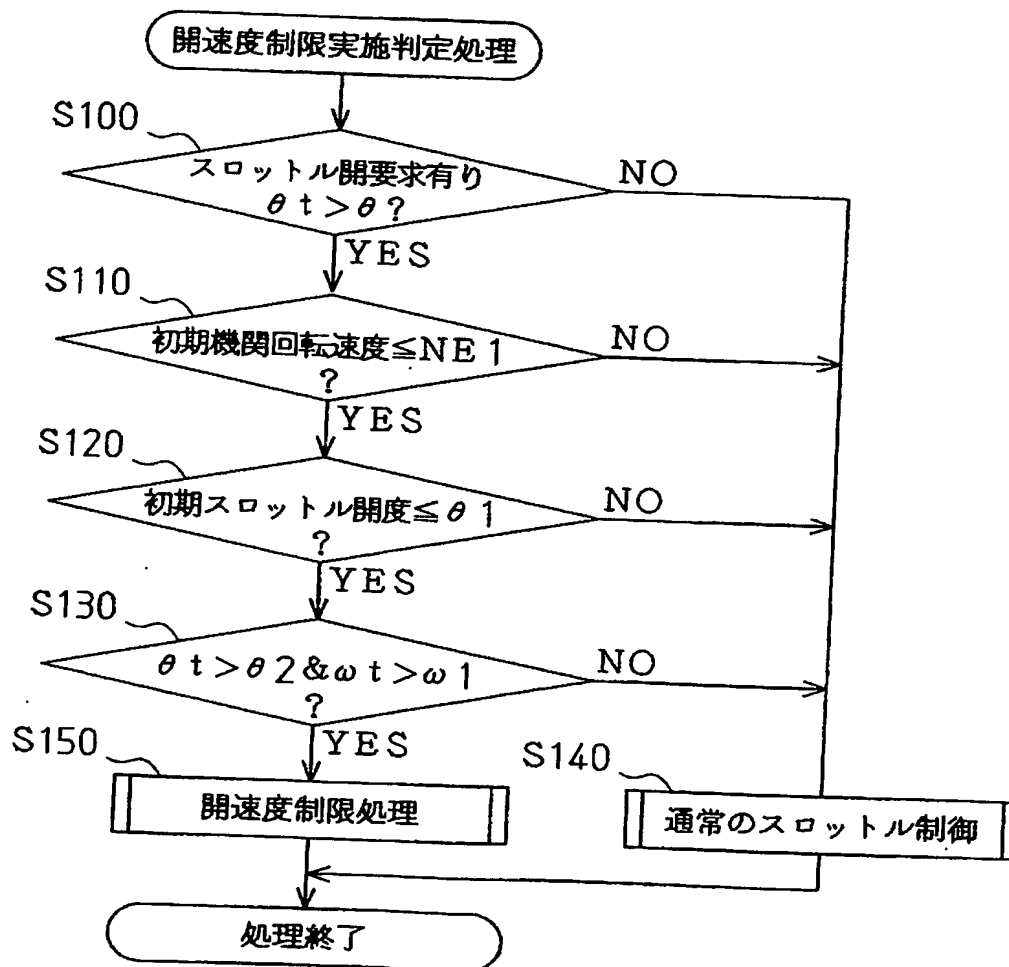 開速度制限実施判定処理
S100
スロットル開要求有り
θt>θ?
NO
YES
S110
初期機関回転速度≦NE1
?
NO
YES
S120
初期スロットル開度≦θ1
?
NO
YES
S130
θt>θ2&ωt>ω1
?
NO
YES
S150
開速度制限処理
S140
通常のスロットル制御
処理終了